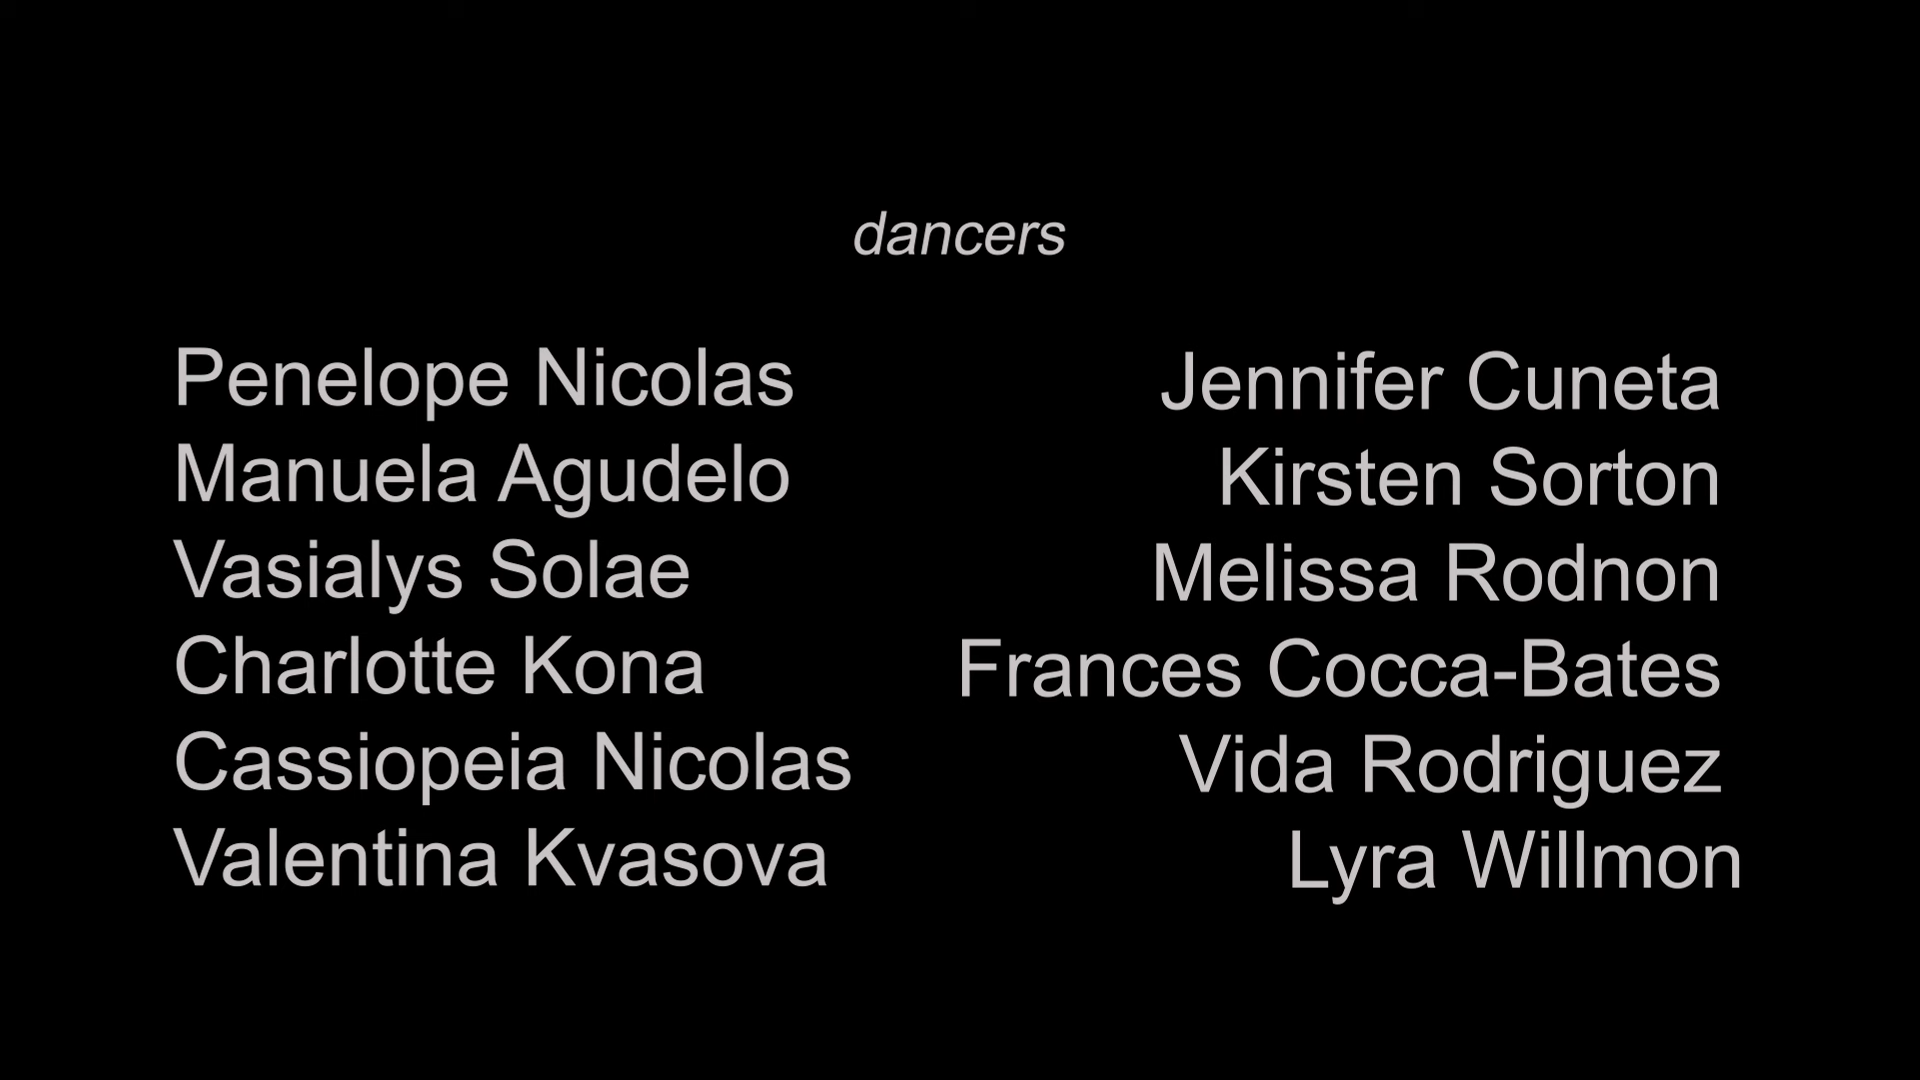 dancers
Penelope Nicolas
Manuela Agudelo
Vasialys Solae
Charlotte Kona
Cassiopeia Nicolas
Valentina Kvasova
Jennifer Cuneta
Kirsten Sorton
Melissa Rodnon
Frances Cocca-Bates
Vida Rodriguez
Lyra Willmon